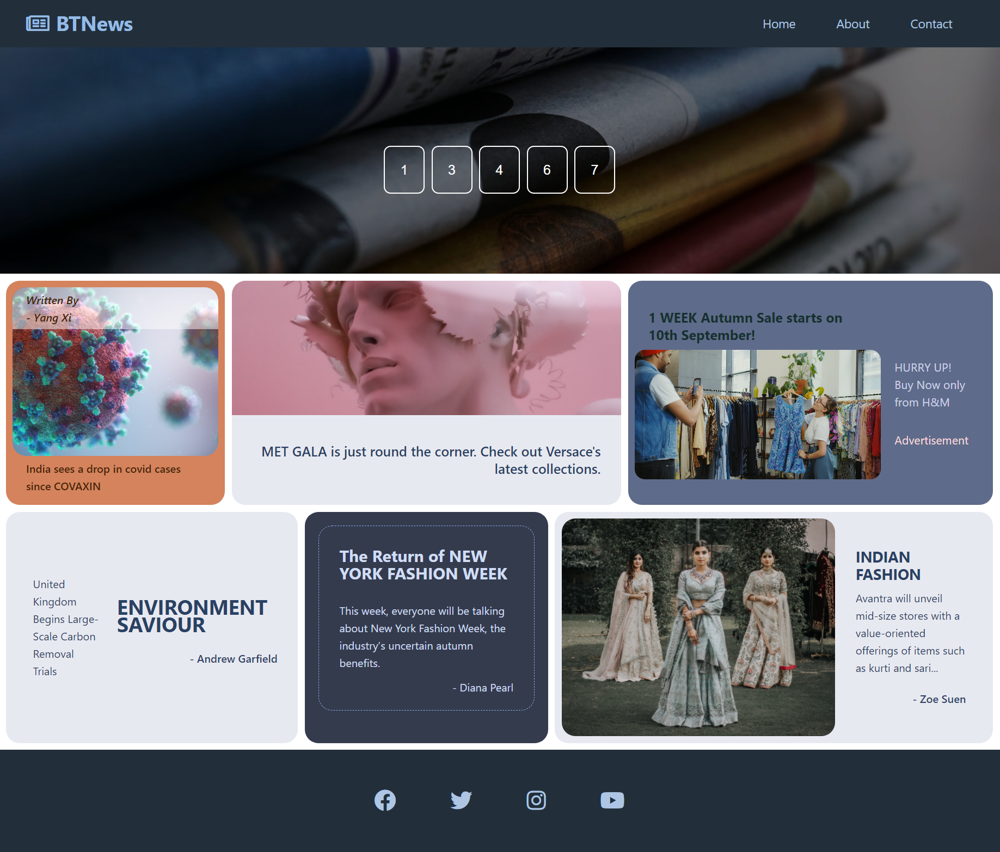 BTNews
Home
About
Contact
1
3
4
6
7
Written By
- Yang Xi
India sees a drop in covid cases
since COVAXIN
MET GALA is just round the corner. Check out Versace's
latest collections.
1 WEEK Autumn Sale starts on
10th September!
HURRY UP!
Buy Now only
from H&M
Advertisement
United
Kingdom
Begins Large-
Scale Carbon
Removal
Trials
ENVIRONMENT
SAVIOUR
- Andrew Garfield
The Return of NEW
YORK FASHION WEEK
This week, everyone will be talking
about New York Fashion Week, the
industry’s uncertain autumn
benefits.
- Diana Pearl
INDIAN
FASHION
Avantra will unveil
mid-size stores with a
value-oriented
offerings of items such
as kurti and sari...
- Zoe Suen